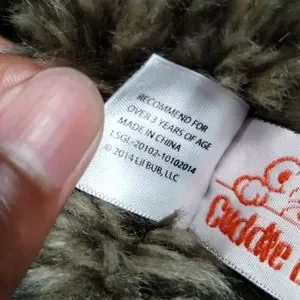 RECOMMEND FOR
OVER 3 YEARS OF AGE
MADE IN CHINA
LSGL-20102-10102014
© 2014 Lil BUB, LLC
Cuddle